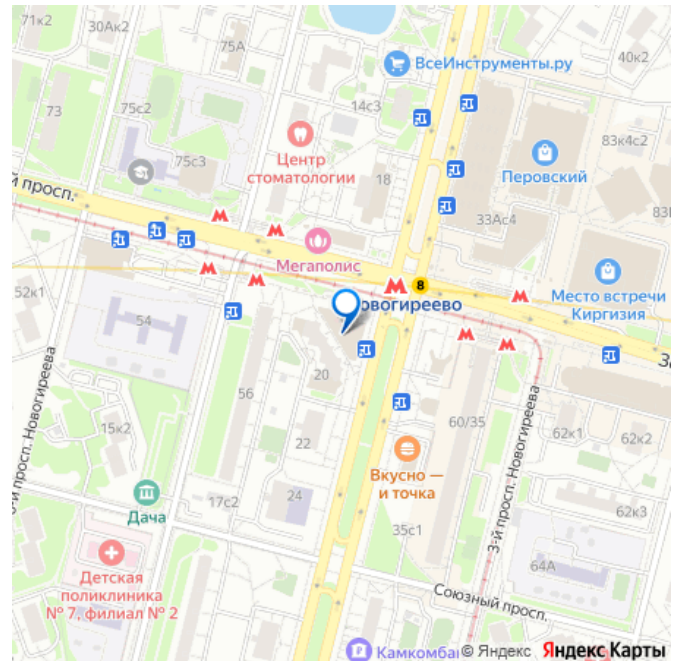 71к2
30Ак2
75А
40к2
ВсеИнструменты.ру
73
75с2
14с3
83к4с2
75с3
Центр
стоматологии
Перовский
18
й просп.
33Ас4
83
Мегаполис
8
овогиреево
Место встречи
Киргизия
52к1
54
З
20
56
60/35
15к2
22
62к1
62к2
й просп. Новогиреева
3-й просп. Новогиреева
Вкусно —
и точка
24
17с2
Дача
62к3
35с1
64А
Детская
поликлиника
№ 7, филиал № 2
Союзный просп.
Камкомба
© Яндекс Яндекс Карты